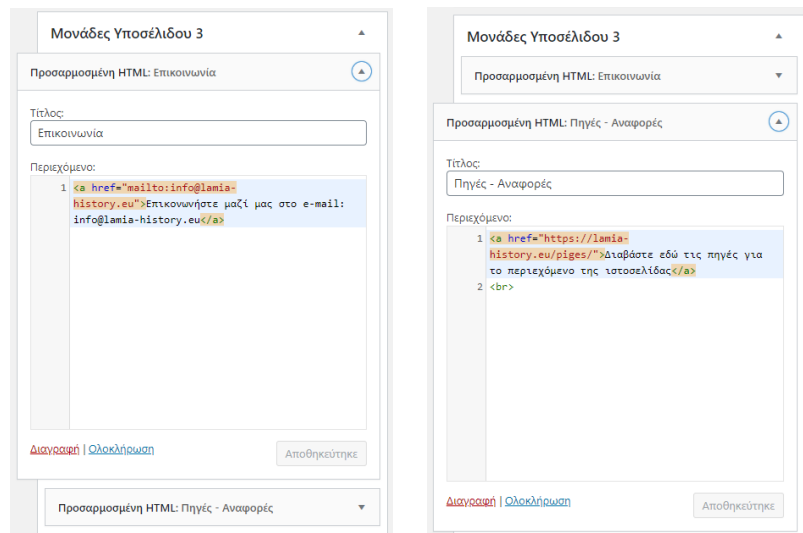 Μονάδες Υποσέλιδου 3
Προσαρμοσμένη HTML: Επικοινωνία
Τίτλος:
Επικοινωνία
Περιεχόμενο:
1 <a href="mailto:info@lamia-
history.eu">Επικονωνήστε μαζί μας στο e-mail:
info@lamia-history.eu</a>
Διαγραφή | Ολοκλήρωση
Αποθηκεύτηκε
Προσαρμοσμένη HTML: Πηγές - Αναφορές
Μονάδες Υποσέλιδου 3
Προσαρμοσμένη HTML: Επικοινωνία
Προσαρμοσμένη HTML: Πηγές - Αναφορές
Τίτλος:
Πηγές - Αναφορές
Περιεχόμενο:
1 <a href="https://lamia-
history.eu/piges/">Διαβάστε εδώ τις πηγές για
το περιεχόμενο της ιστοσελίδας</a>
2 <br>
Διαγραφή | Ολοκλήρωση
Αποθηκεύτηκε